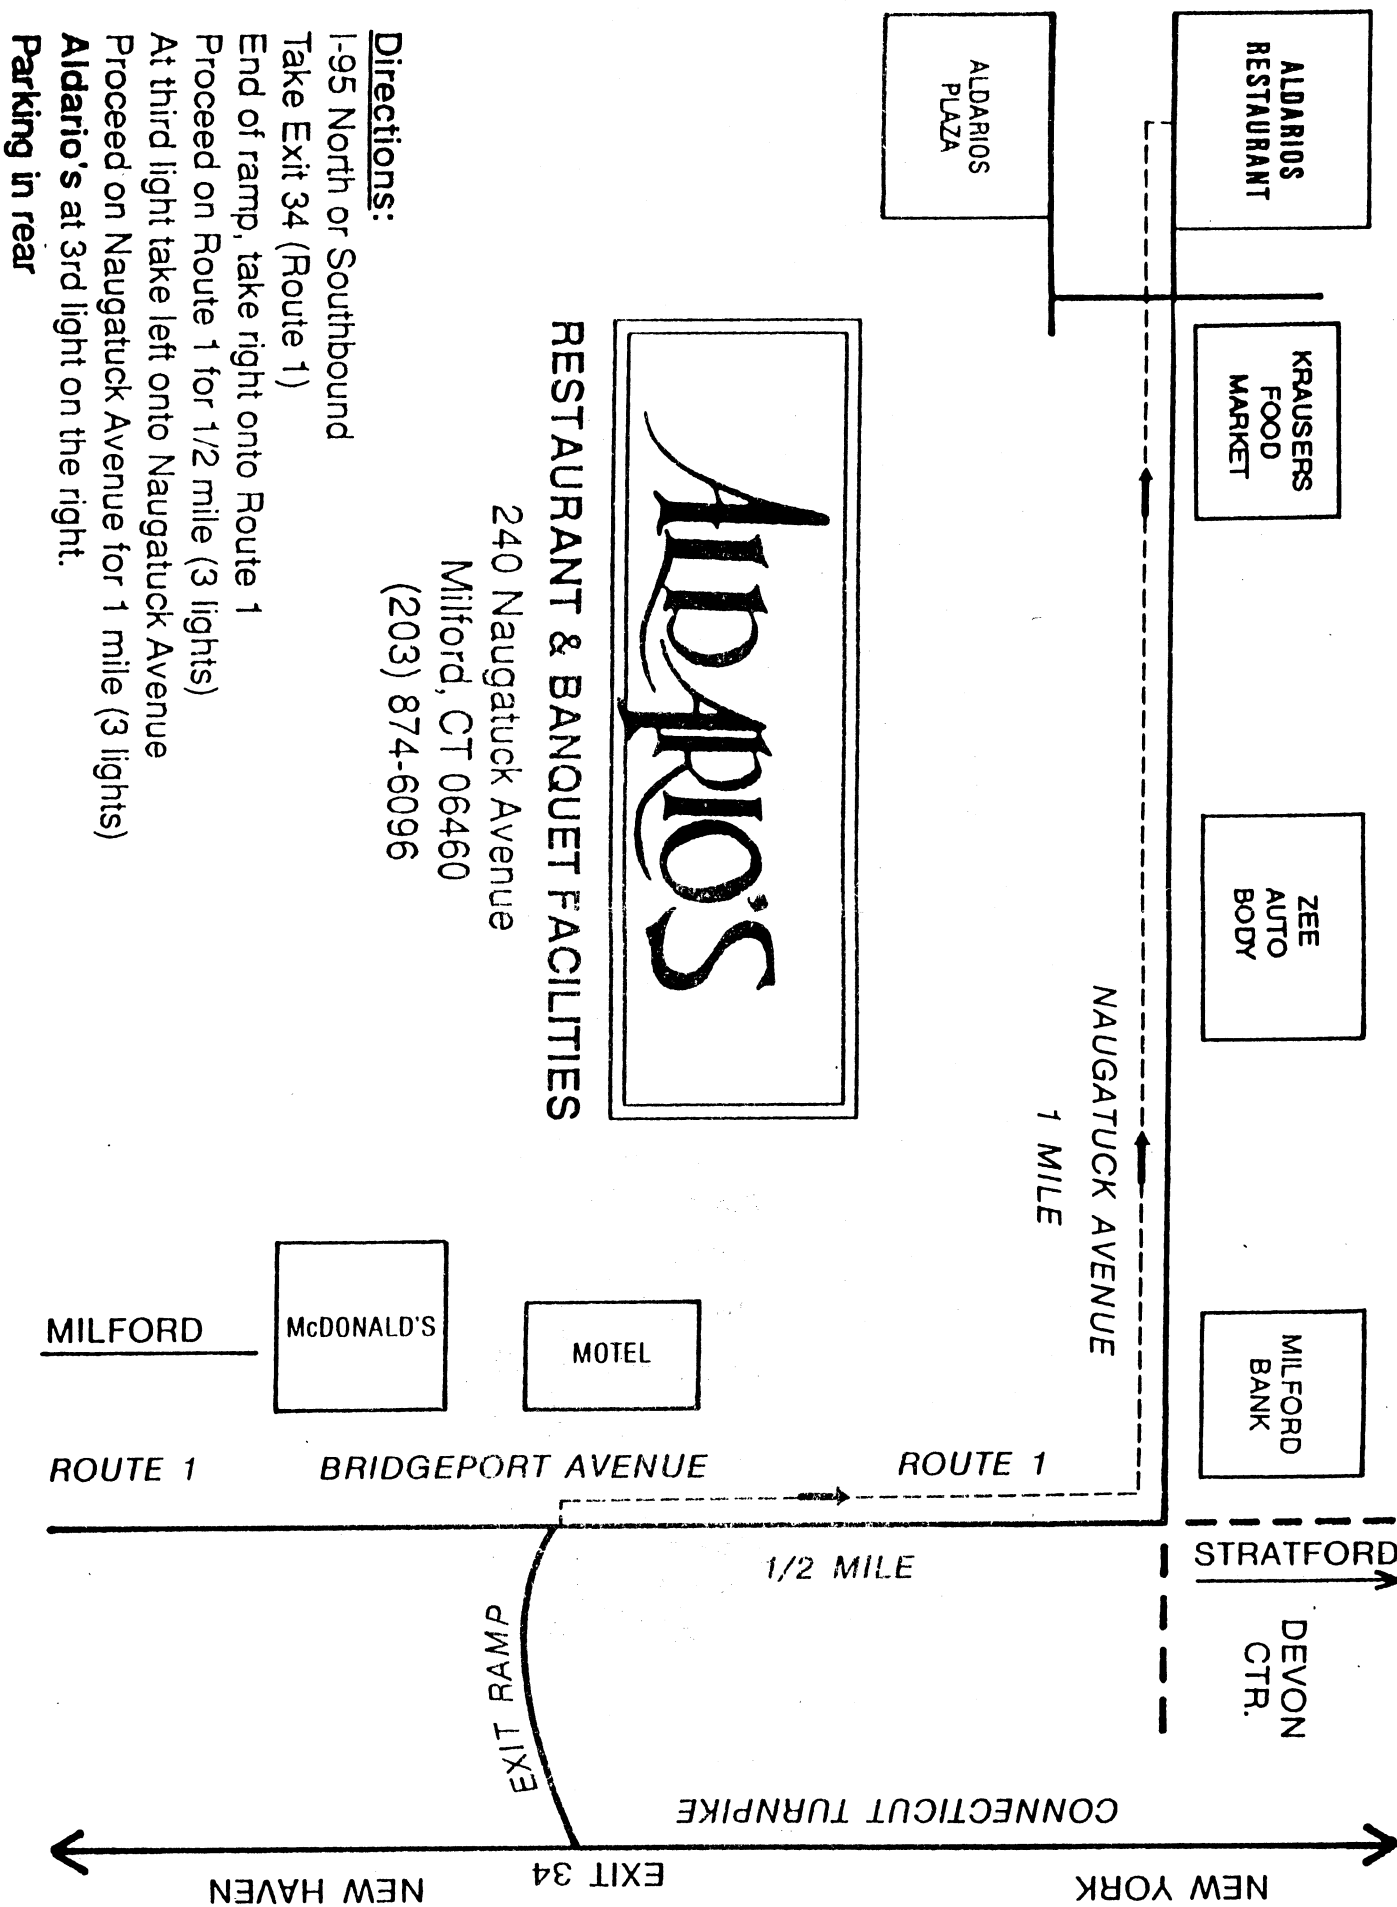 ALDARIOS
RESTAURANT
ALDARIOS
PLAZA
KRAUSERS
FOOD
MARKET
ZEE
AUTO
BODY
MILFORD
BANK
NAUGATUCK AVENUE
1 MILE
AldArio's
RESTAURANT & BANQUET FACILITIES
240 Naugatuck Avenue
Milford, CT 06460
(203) 874-6096
Directions:
I-95 North or Southbound
Take Exit 34 (Route 1)
End of ramp, take right onto Route 1
Proceed on Route 1 for 1/2 mile (3 lights)
At third light take left onto Naugatuck Avenue
Proceed on Naugatuck Avenue for 1 mile (3 lights)
Aldario's at 3rd light on the right.
Parking in rear
MILFORD
McDONALD'S
MOTEL
ROUTE 1
BRIDGEPORT AVENUE
ROUTE 1
1/2 MILE
STRATFORD
DEVON
CTR.
EXIT RAMP
CONNECTICUT TURNPIKE
NEW HAVEN
EXIT 34
NEW YORK